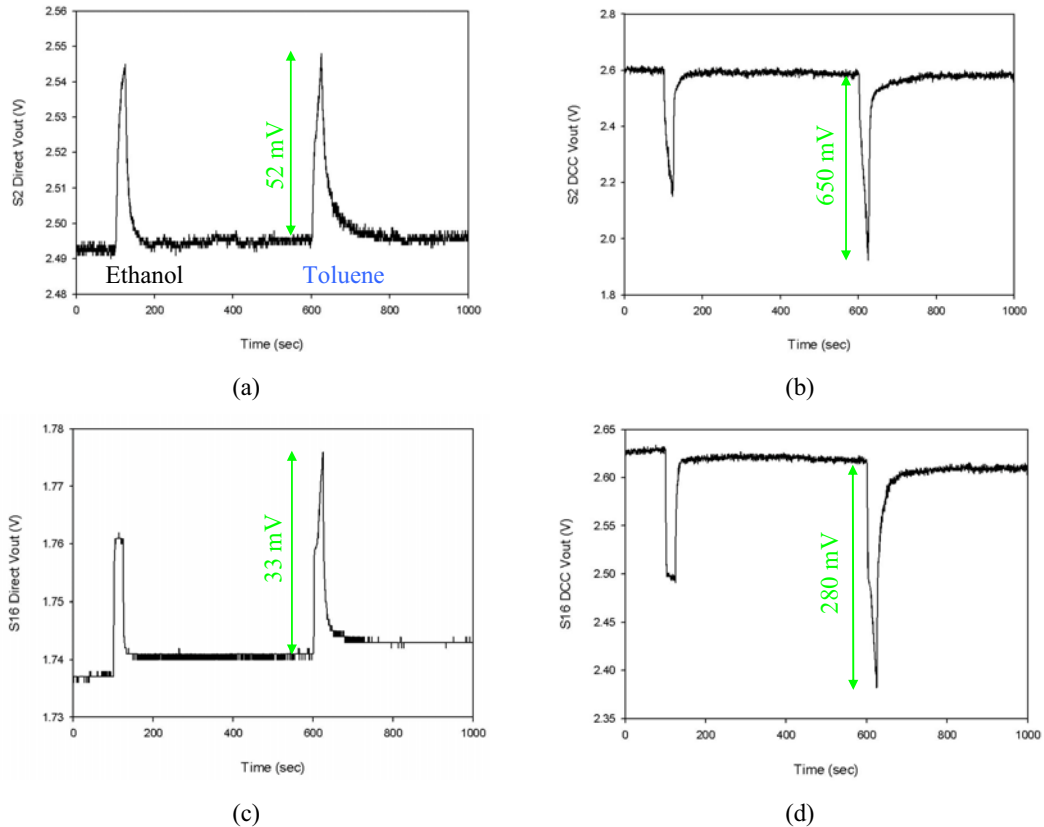 2.56
2.55
2.54
2.53
2.52
2.51
2.50
2.49
2.48
S2 Direct Vout (V)
52 mV
Ethanol
Toluene
0 200 400 600 800 1000
Time (sec)
(a)
2.8
2.6
2.4
2.2
2.0
1.8
S2 DCC Vout (V)
650 mV
0 200 400 600 800 1000
Time (sec)
(b)
1.78
1.77
1.76
1.75
1.74
1.73
S16 Direct Vout (V)
33 mV
0 200 400 600 800 1000
Time (sec)
(c)
2.65
2.60
2.55
2.50
2.45
2.40
2.35
S16 DCC Vout (V)
280 mV
0 200 400 600 800 1000
Time (sec)
(d)